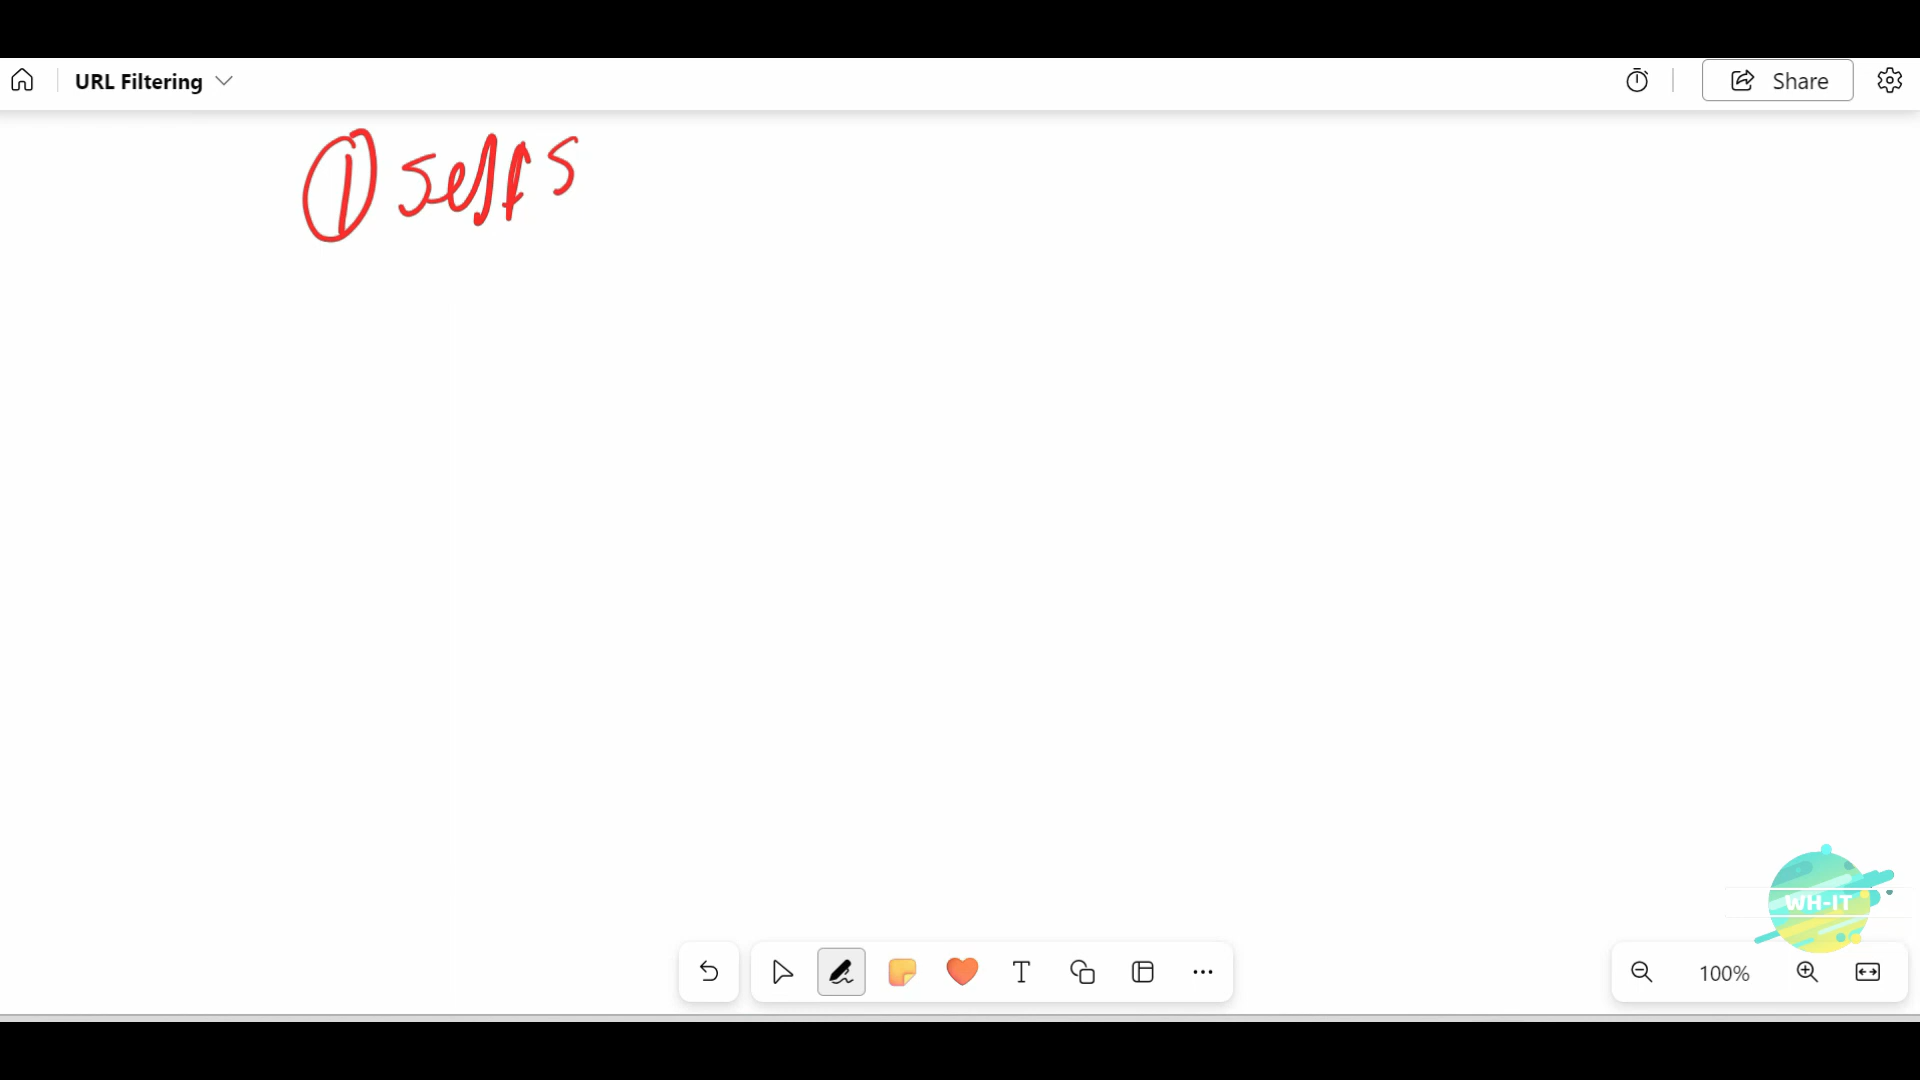 URL Filtering
Share
① self s
WH-IT
100%